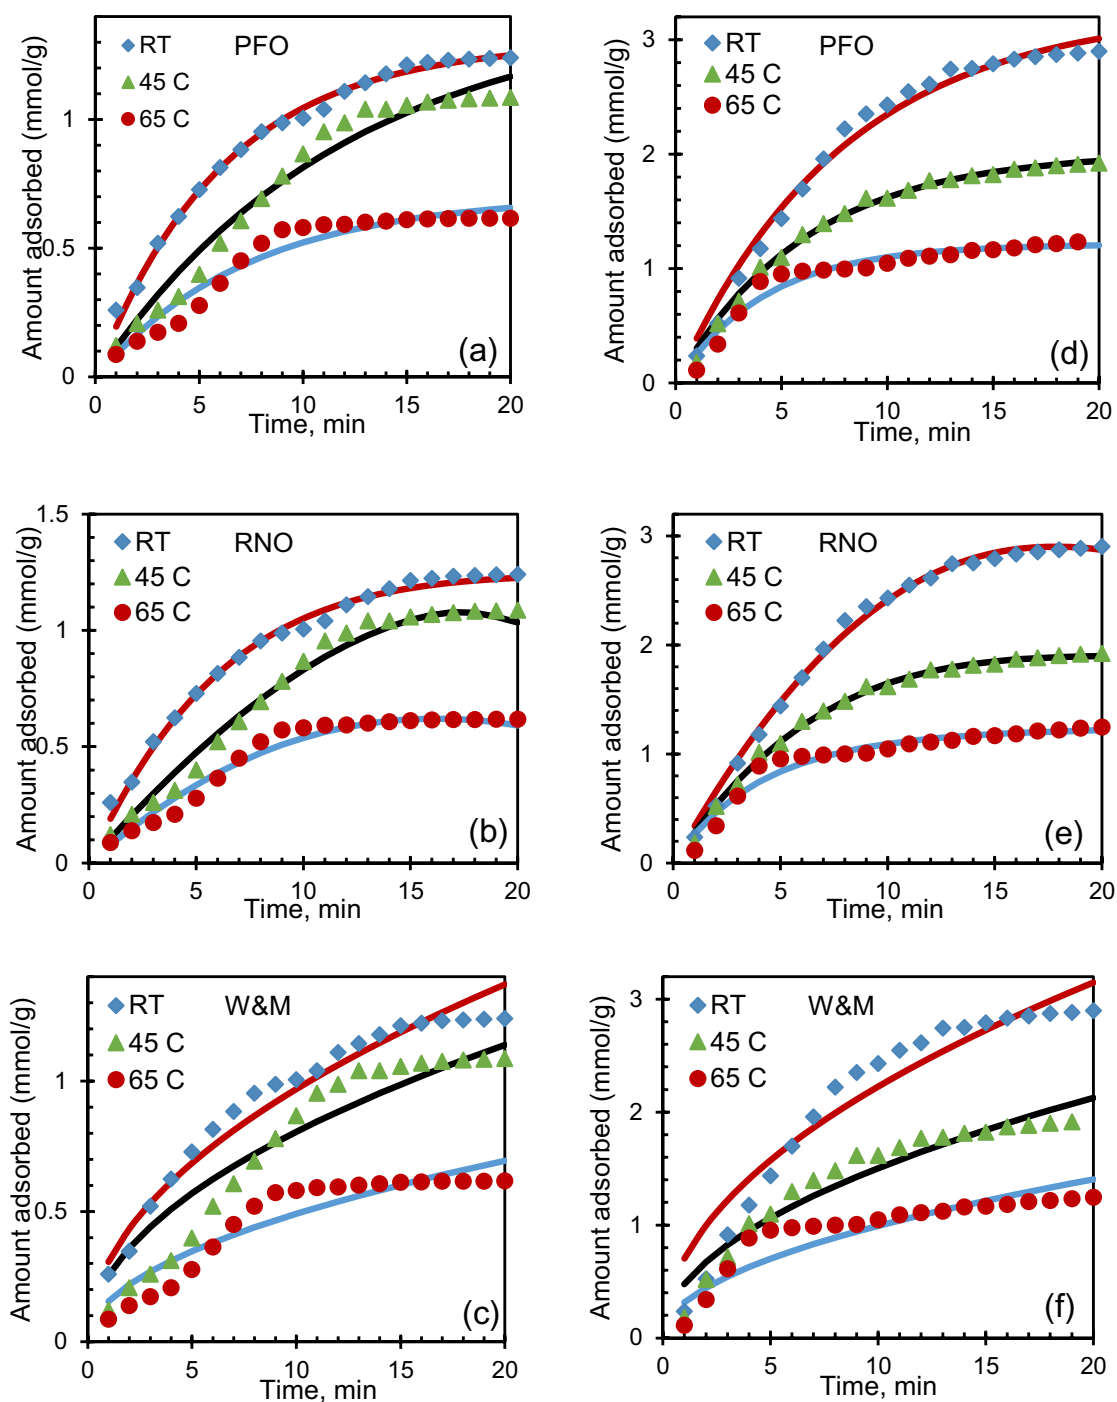 Amount adsorbed (mmol/g)
RT
PFO
45 C
65 C
1
0.5
0
(a)
0 5 10 15 20
Time, min
Amount adsorbed (mmol/g)
3
RT
PFO
45 C
65 C
2
1
0
(d)
0 5 10 15 20
Time, min
Amount adsorbed (mmol/g)
1.5
RT
RNO
45 C
65 C
1
0.5
0
(b)
0 5 10 15 20
Time, min
Amount adsorbed (mmol/g)
3
RT
RNO
45 C
65 C
2
1
0
(e)
0 5 10 15 20
Time, min
Amount adsorbed (mmol/g)
RT
W&M
45 C
65 C
1
0.5
0
(c)
0 5 10 15 20
Time, min
Amount adsorbed (mmol/g)
3
RT
W&M
45 C
65 C
2
1
0
(f)
0 5 10 15 20
Time, min